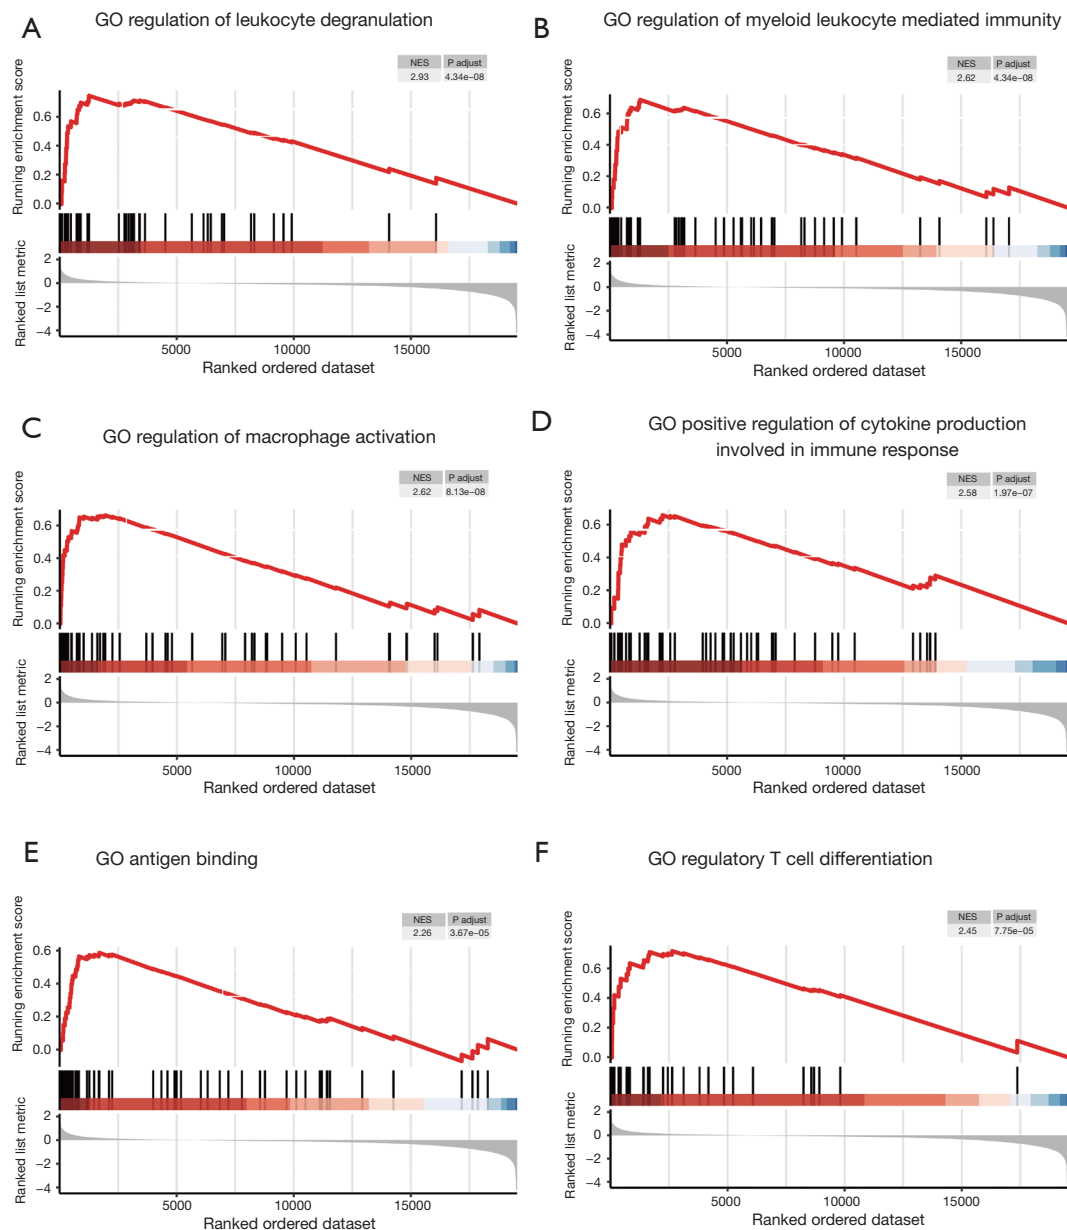 A
GO regulation of leukocyte degranulation
NES P adjust
2.93 4.34e−08
Running enrichment score
0.6
0.4
0.2
0.0
Ranked list metric
2
0
−2
−4
5000 10000 15000
Ranked ordered dataset
B
GO regulation of myeloid leukocyte mediated immunity
NES P adjust
2.62 4.34e−08
Running enrichment score
0.6
0.4
0.2
0.0
Ranked list metric
2
0
−2
−4
5000 10000 15000
Ranked ordered dataset
C
GO regulation of macrophage activation
NES P adjust
2.62 8.13e−08
Running enrichment score
0.6
0.4
0.2
0.0
Ranked list metric
2
0
−2
−4
5000 10000 15000
Ranked ordered dataset
D
GO positive regulation of cytokine production
involved in immune response
NES P adjust
2.58 1.97e−07
Running enrichment score
0.6
0.4
0.2
0.0
Ranked list metric
2
0
−2
−4
5000 10000 15000
Ranked ordered dataset
E
GO antigen binding
NES P adjust
2.26 3.67e−05
Running enrichment score
0.6
0.4
0.2
0.0
Ranked list metric
2
0
−2
−4
5000 10000 15000
Ranked ordered dataset
F
GO regulatory T cell differentiation
NES P adjust
2.45 7.75e−05
Running enrichment score
0.6
0.4
0.2
0.0
Ranked list metric
2
0
−2
−4
5000 10000 15000
Ranked ordered dataset